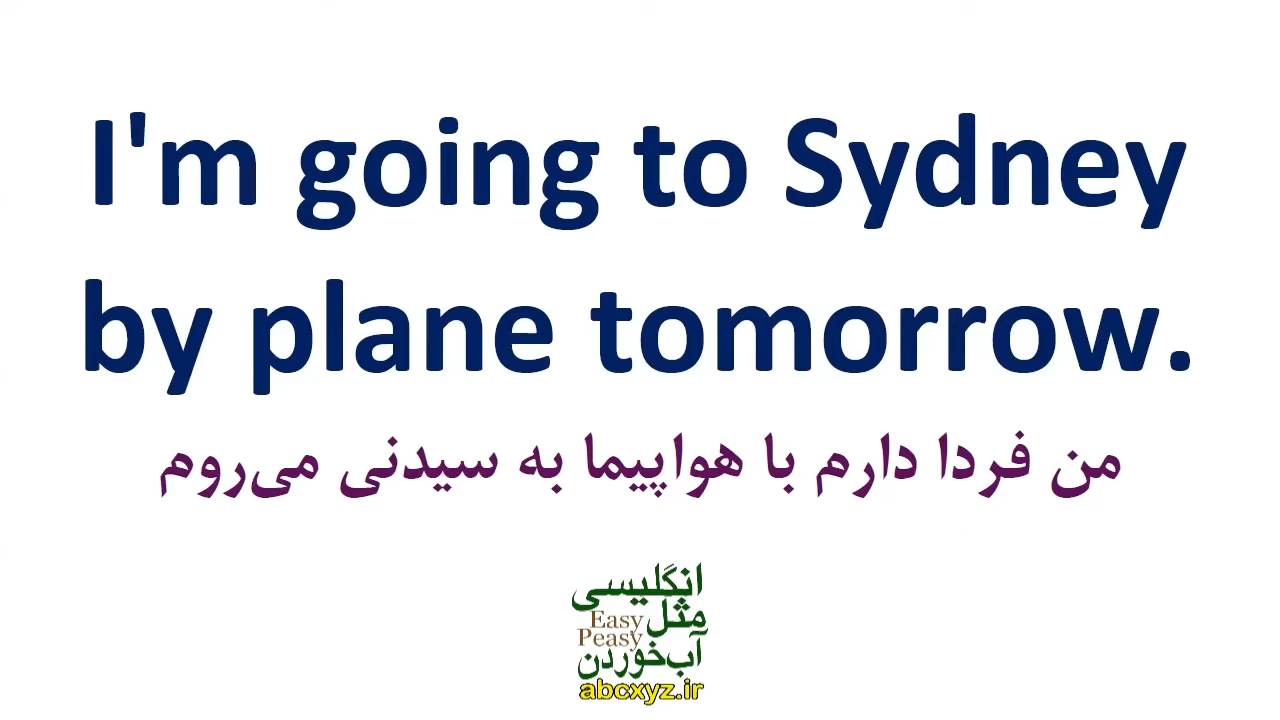 I'm going to Sydney
by plane tomorrow.
من فردا دارم با هواپیما به سیدنی می‌روم
انگلیسی
مثل
Easy
Peasy
آب‌خوردن
abcxyz.ir